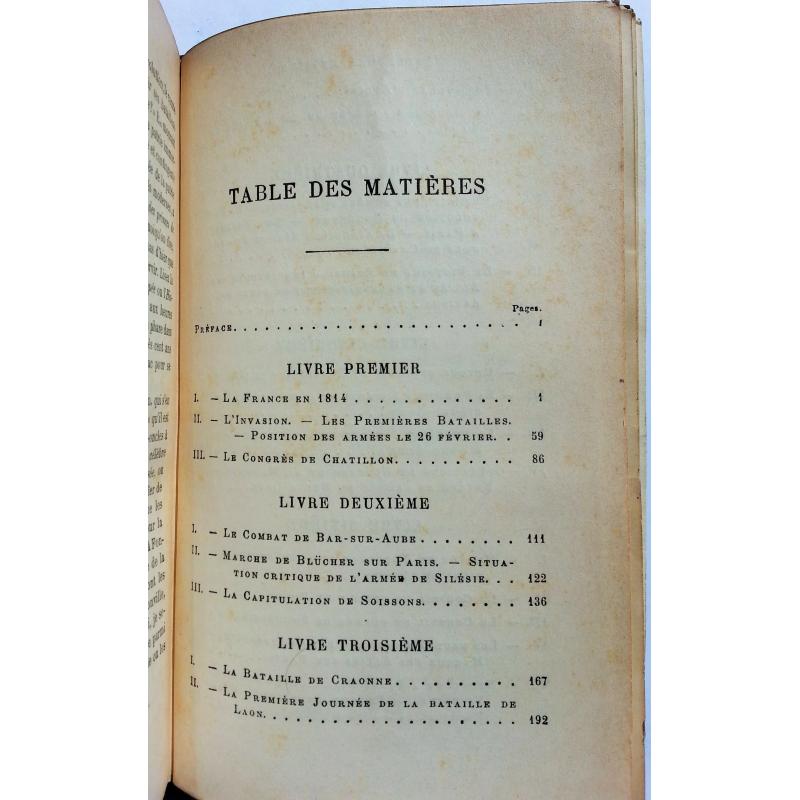 TABLE DES MATIÈRES
Pages.
PRÉFACE. . . . . . . . . . . . . . . . . . . . . . . . I
LIVRE PREMIER
I. — LA FRANCE EN 1814 . . . . . . . . . . . . . 1
II. — L'INVASION. — LES PREMIÈRES BATAILLES.
— POSITION DES ARMÉES LE 26 FÉVRIER. . 59
III. — LE CONGRÈS DE CHATILLON. . . . . . . . . . 86
LIVRE DEUXIÈME
I. — LE COMBAT DE BAR-SUR-AUBE . . . . . . . . 111
II. — MARCHE DE BLÜCHER SUR PARIS. — SITUA-
TION CRITIQUE DE L'ARMÉE DE SILÉSIE. . . 122
III. — LA CAPITULATION DE SOISSONS. . . . . . . . 136
LIVRE TROISIÈME
I. — LA BATAILLE DE CRAONNE . . . . . . . . . . 167
II. — LA PREMIÈRE JOURNÉE DE LA BATAILLE DE
LAON. . . . . . . . . . . . . . . . . . . . . 192